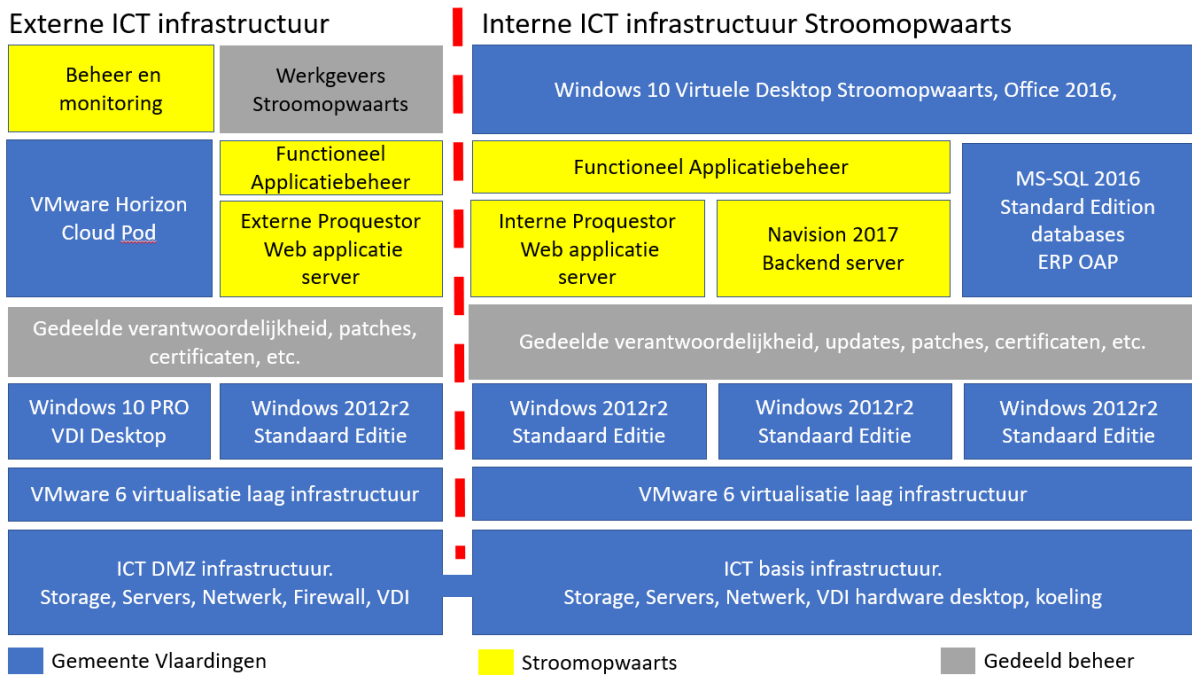 Externe ICT infrastructuur
Interne ICT infrastructuur Stroomopwaarts
Beheer en
monitoring
Werkgevers
Stroomopwaarts
Windows 10 Virtuele Desktop Stroomopwaarts, Office 2016,
VMware Horizon
Cloud Pod
Functioneel
Applicatiebeheer
Externe Proquestor
Web applicatie
server
Functioneel Applicatiebeheer
Interne Proquestor
Web applicatie
server
Navision 2017
Backend server
MS-SQL 2016
Standard Edition
databases
ERP OAP
Gedeelde verantwoordelijkheid, patches,
certificaten, etc.
Gedeelde verantwoordelijkheid, updates, patches, certificaten, etc.
Windows 10 PRO
VDI Desktop
Windows 2012r2
Standaard Editie
Windows 2012r2
Standaard Editie
Windows 2012r2
Standaard Editie
Windows 2012r2
Standaard Editie
VMware 6 virtualisatie laag infrastructuur
VMware 6 virtualisatie laag infrastructuur
ICT DMZ infrastructuur.
Storage, Servers, Netwerk, Firewall, VDI
ICT basis infrastructuur.
Storage, Servers, Netwerk, VDI hardware desktop, koeling
Gemeente Vlaardingen
Stroomopwaarts
Gedeeld beheer